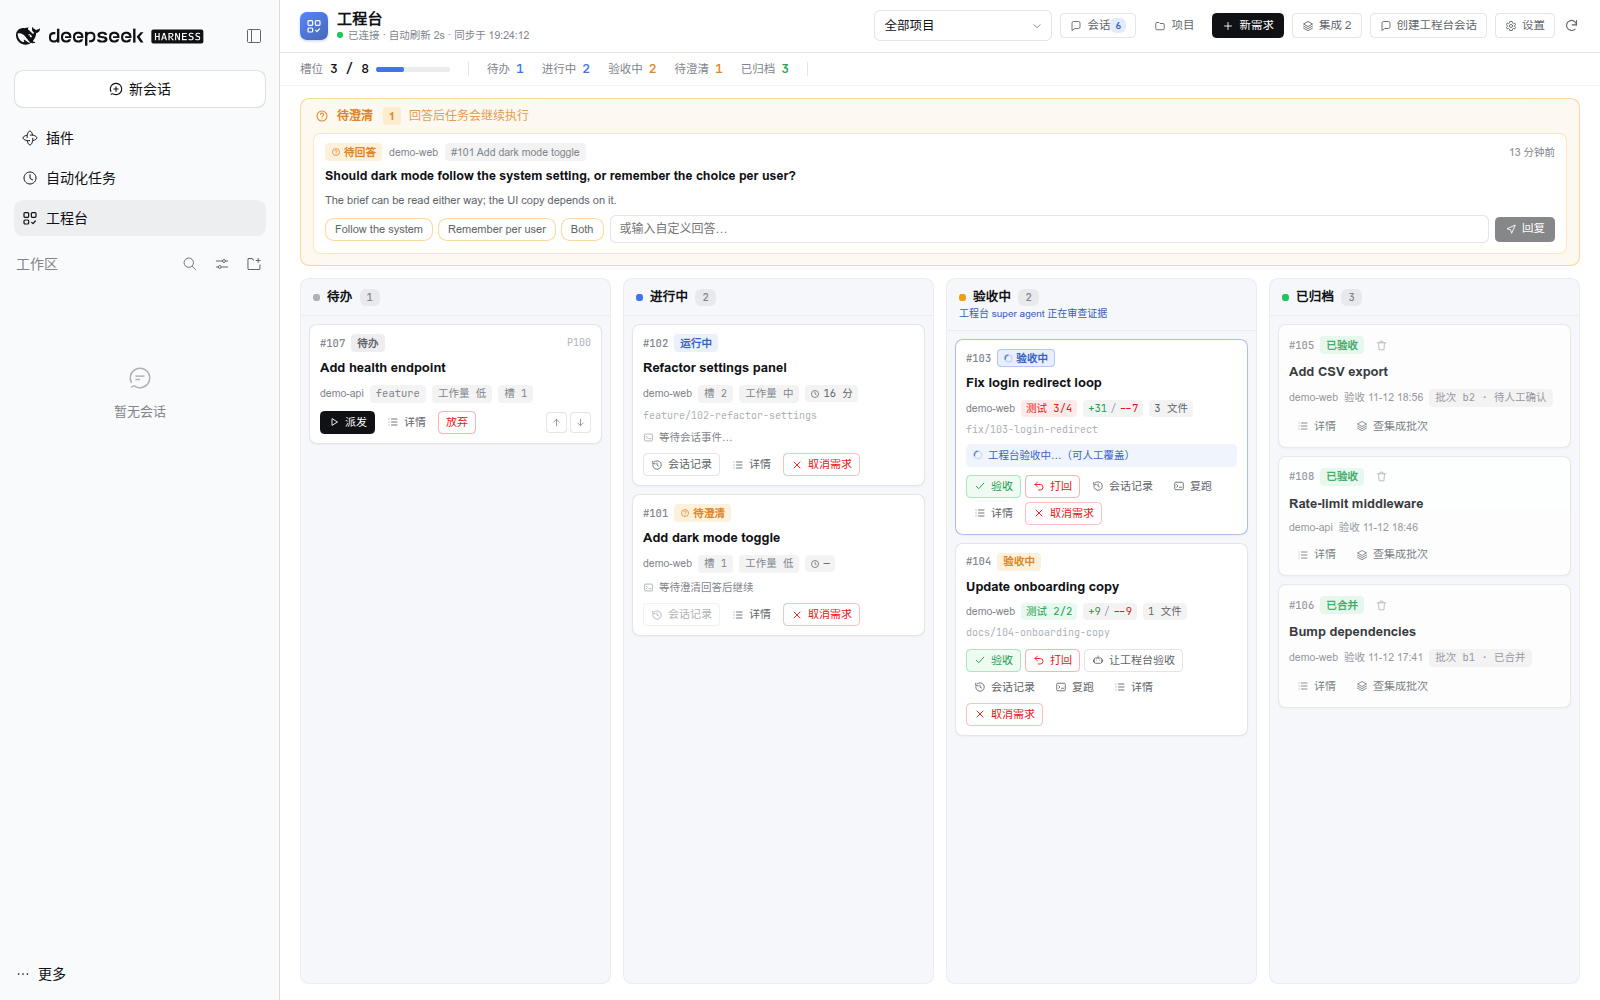 deepseek HARNESS
新会话
插件
自动化任务
工程台
工作区
暂无会话
更多
工程台
已连接 · 自动刷新 2s · 同步于 19:24:12
全部项目
会话 6
项目
新需求
集成 2
创建工程台会话
设置
槽位 3 / 8
待办 1
进行中 2
验收中 2
待澄清 1
已归档 3
待澄清 1 回答后任务会继续执行
待回答 demo-web #101 Add dark mode toggle 13 分钟前
Should dark mode follow the system setting, or remember the choice per user?
The brief can be read either way; the UI copy depends on it.
Follow the system Remember per user Both 或输入自定义回答... 回复
待办 1
#107 待办 P100
Add health endpoint
demo-api feature 工作量 低 槽 1
派发 详情 放弃
进行中 2
#102 运行中
Refactor settings panel
demo-web 槽 2 工作量 中 16 分
feature/102-refactor-settings
等待会话事件...
会话记录 详情 取消需求
#101 待澄清
Add dark mode toggle
demo-web 槽 1 工作量 低 —
等待澄清回答后继续
会话记录 详情 取消需求
验收中 2
工程台 super agent 正在审查证据
#103 验收中
Fix login redirect loop
demo-web 测试 3/4 +31 / −-7 3 文件
fix/103-login-redirect
工程台验收中...（可人工覆盖）
验收 打回 会话记录 复跑
详情 取消需求
#104 验收中
Update onboarding copy
demo-web 测试 2/2 +9 / −-9 1 文件
docs/104-onboarding-copy
验收 打回 让工程台验收
会话记录 复跑 详情
取消需求
已归档 3
#105 已验收
Add CSV export
demo-web 验收 11-12 18:56 批次 b2 · 待人工确认
详情 查集成批次
#108 已验收
Rate-limit middleware
demo-api 验收 11-12 18:46
详情 查集成批次
#106 已合并
Bump dependencies
demo-web 验收 11-12 17:41 批次 b1 · 已合并
详情 查集成批次